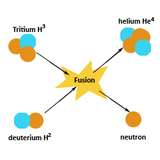 helium He⁴
Tritium H³
Fusion
deuterium H²
neutron